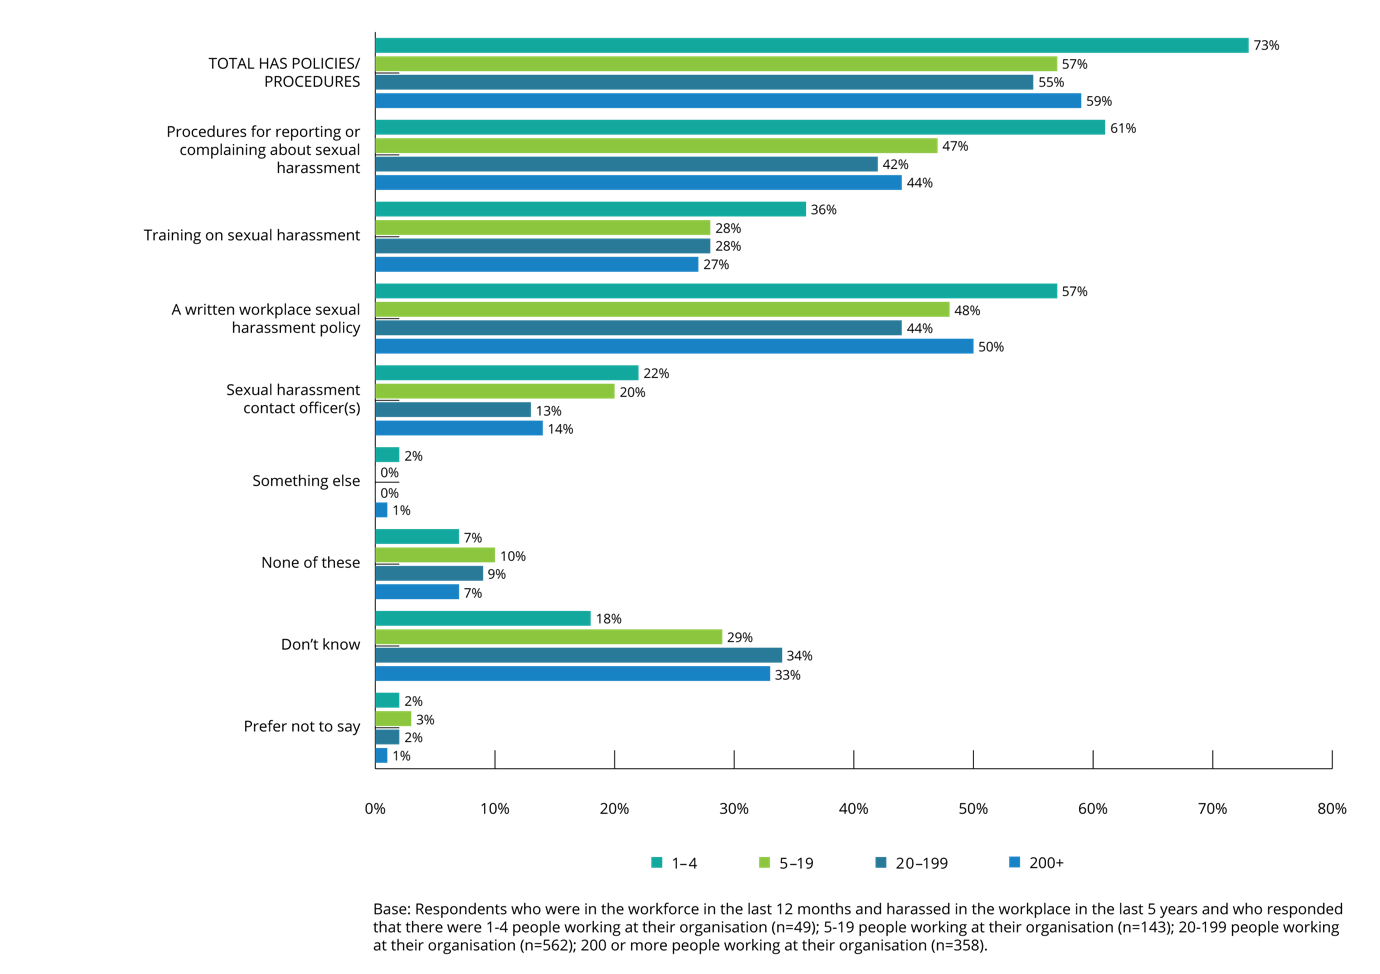 TOTAL HAS POLICIES/
PROCEDURES
73%
57%
55%
59%
Procedures for reporting or
complaining about sexual
harassment
61%
47%
42%
44%
Training on sexual harassment
36%
28%
28%
27%
A written workplace sexual
harassment policy
57%
48%
44%
50%
Sexual harassment
contact officer(s)
22%
20%
13%
14%
Something else
2%
0%
0%
1%
None of these
7%
10%
9%
7%
Don’t know
18%
29%
34%
33%
Prefer not to say
2%
3%
2%
1%
0% 10% 20% 30% 40% 50% 60% 70% 80%
1–4 5–19 20–199 200+
Base: Respondents who were in the workforce in the last 12 months and harassed in the workplace in the last 5 years and who responded
that there were 1-4 people working at their organisation (n=49); 5-19 people working at their organisation (n=143); 20-199 people working
at their organisation (n=562); 200 or more people working at their organisation (n=358).